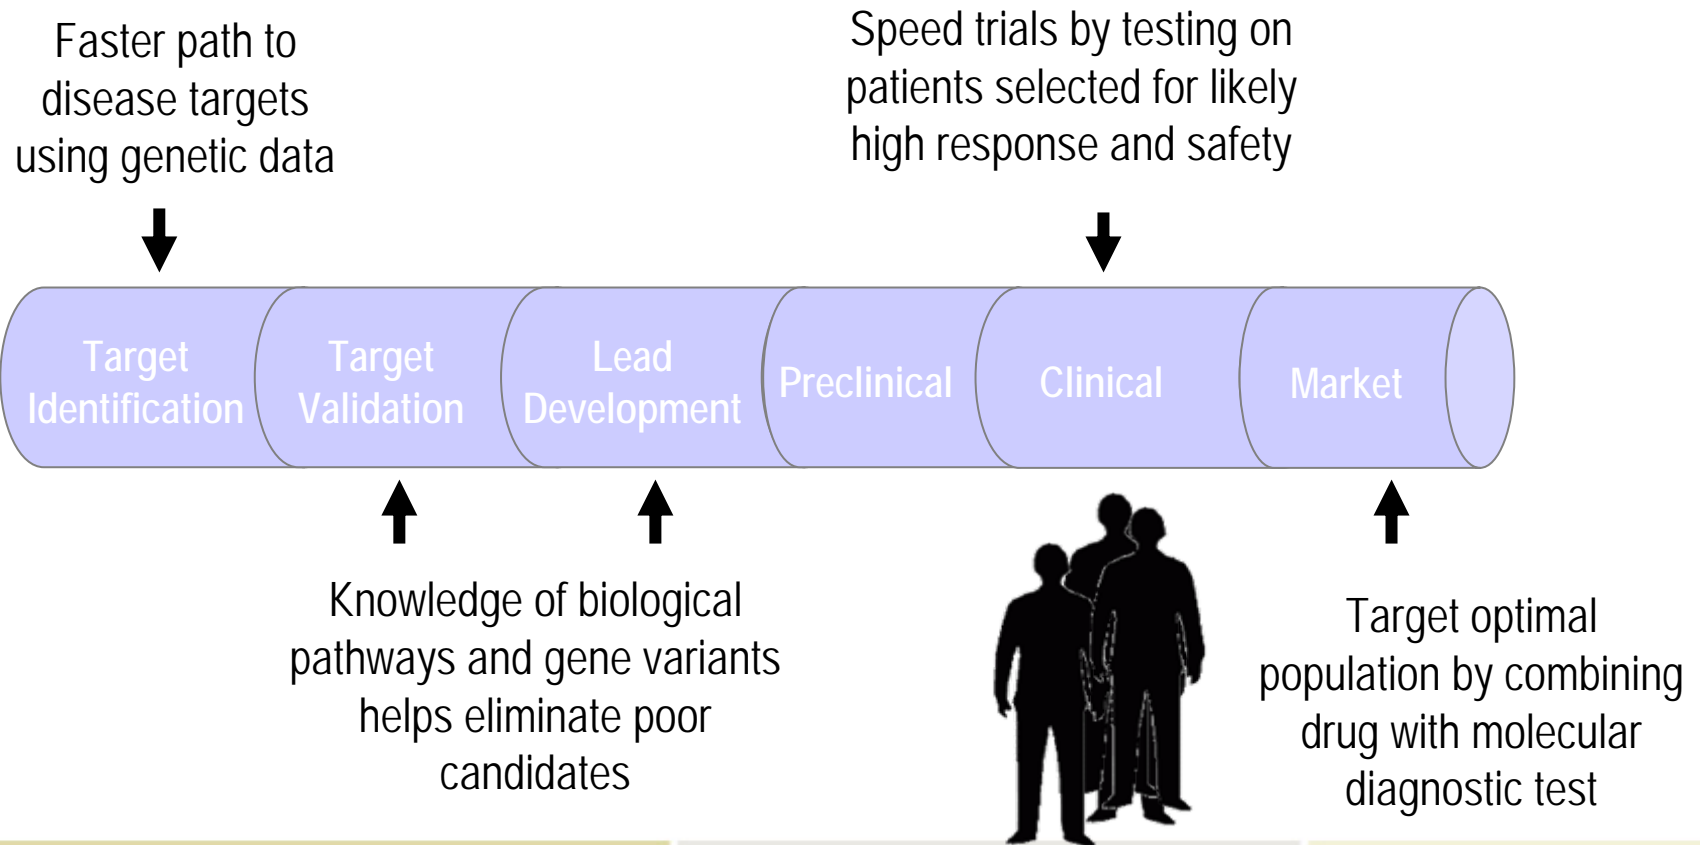 Faster path to
disease targets
using genetic data
Speed trials by testing on
patients selected for likely
high response and safety
Target
Identification
Target
Validation
Lead
Development
Preclinical
Clinical
Market
Knowledge of biological
pathways and gene variants
helps eliminate poor
candidates
Target optimal
population by combining
drug with molecular
diagnostic test